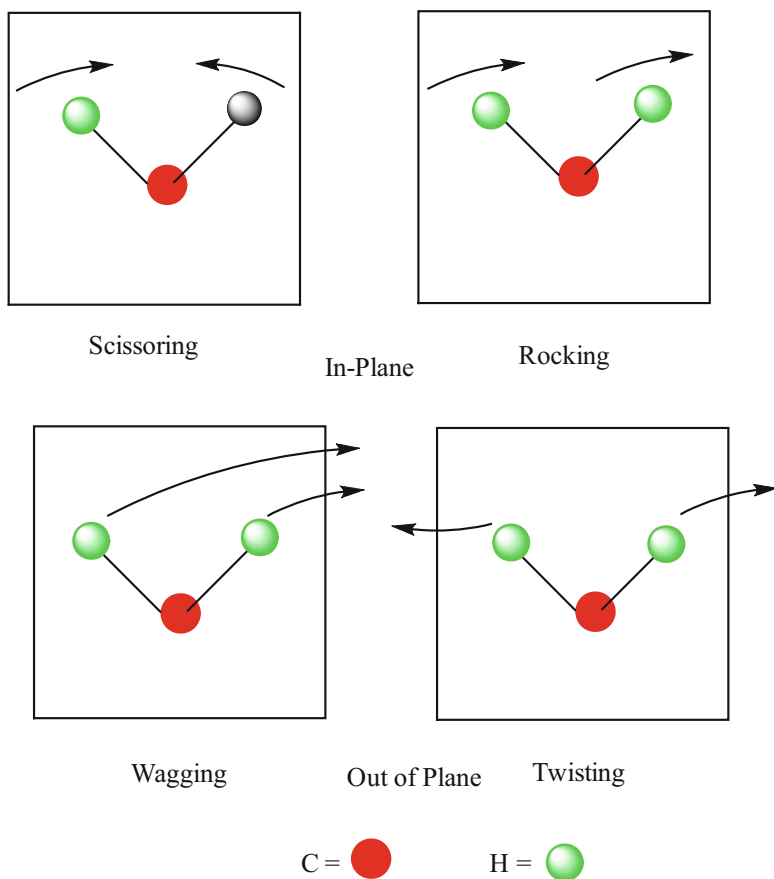 Scissoring
In-Plane
Rocking
Wagging
Out of Plane
Twisting
C =
H =